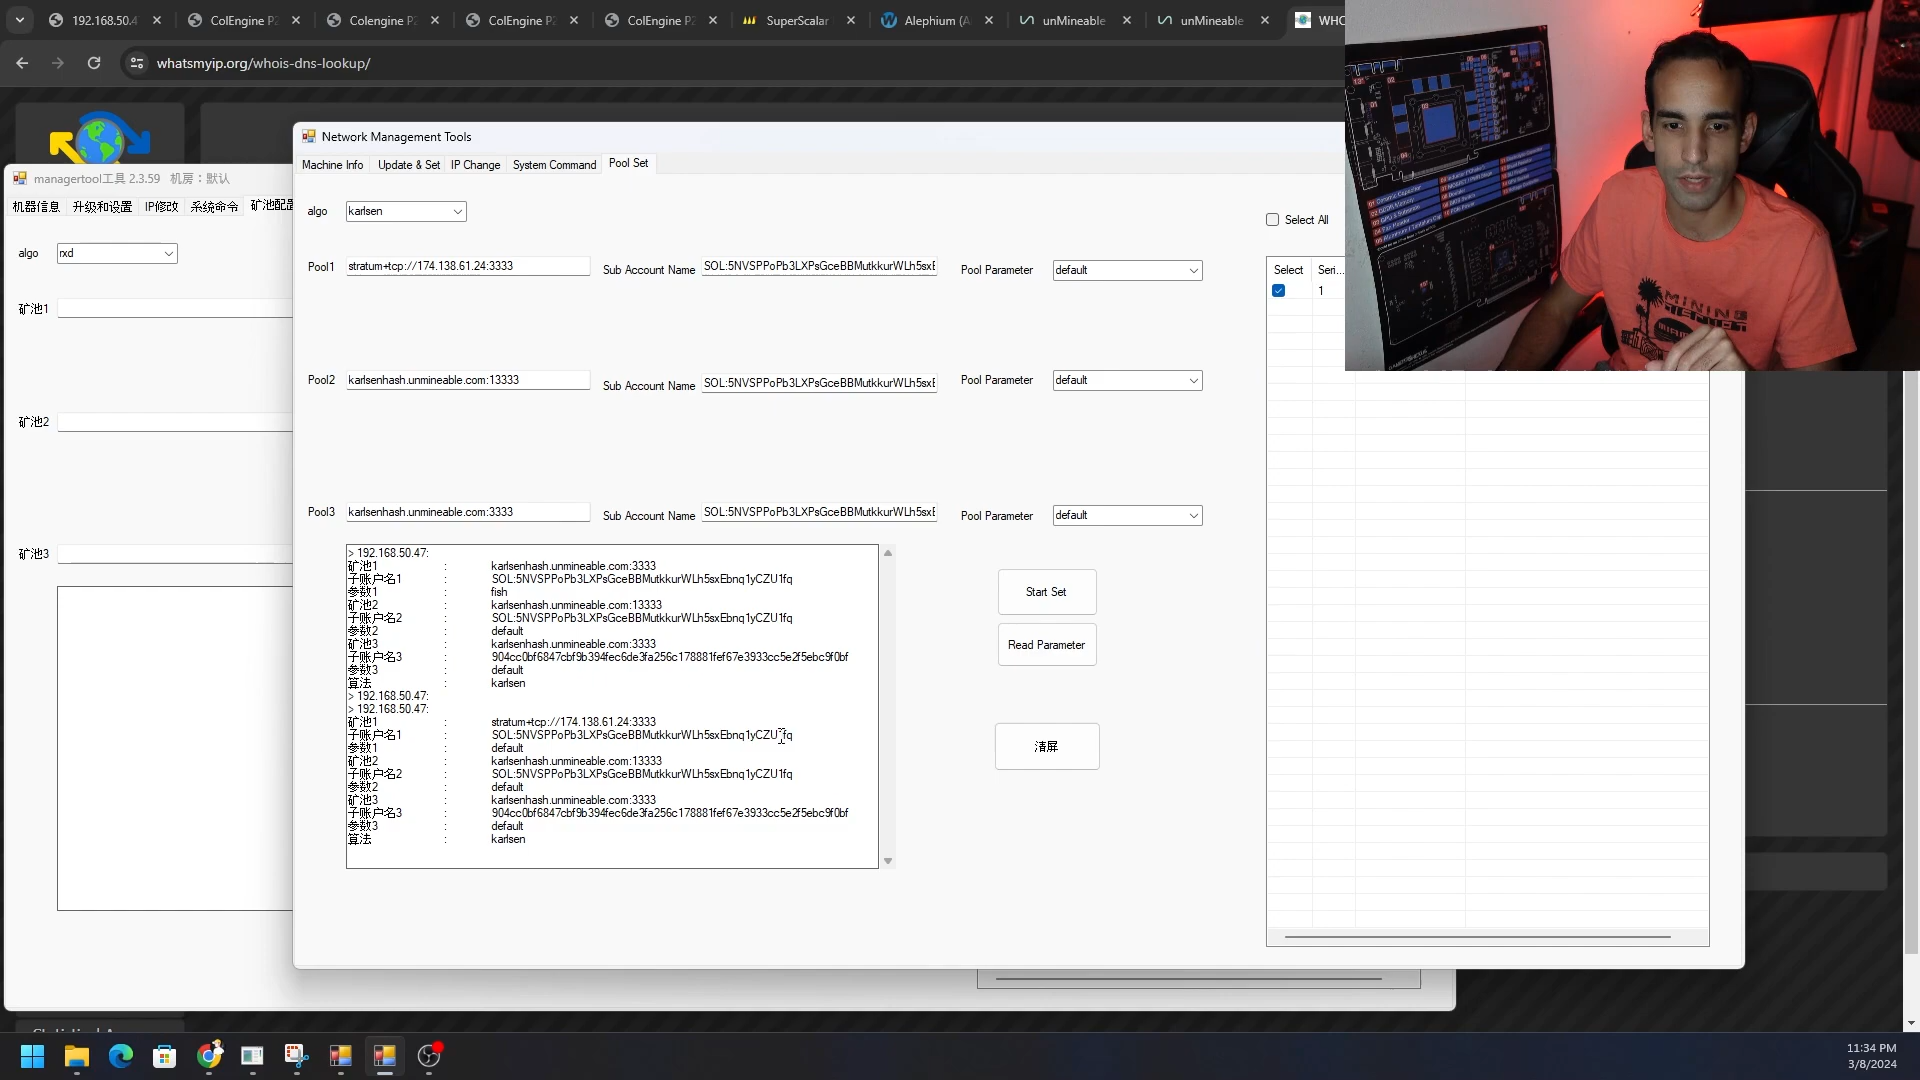 192.168.50.4
ColEngine P2
Colengine P2
ColEngine P2
ColEngine P2
SuperScalar
Alephium (A
unMineable
unMineable
WHO
whatsmyip.org/whois-dns-lookup/
managertool工具 2.3.59 机房：默认
机器信息 升级和设置 IP修改 系统命令 矿池配置
algo rxd
矿池1
矿池2
矿池3
Network Management Tools
Machine Info Update & Set IP Change System Command Pool Set
algo karlsen
Select All
Pool1 stratum+tcp://174.138.61.24:3333 Sub Account Name SOL:5NVSPPoPb3LXPsGceBBMutkkurWLh5sxE Pool Parameter default
Select Seri...
1
Pool2 karlsenhash.unmineable.com:13333 Sub Account Name SOL:5NVSPPoPb3LXPsGceBBMutkkurWLh5sxE Pool Parameter default
Pool3 karlsenhash.unmineable.com:3333 Sub Account Name SOL:5NVSPPoPb3LXPsGceBBMutkkurWLh5sxE Pool Parameter default
> 192.168.50.47:
矿池1 : karlsenhash.unmineable.com:3333
子账户名1 : SOL:5NVSPPoPb3LXPsGceBBMutkkurWLh5sxEbnq1yCZU1fq
参数1 : fish
矿池2 : karlsenhash.unmineable.com:13333
子账户名2 : SOL:5NVSPPoPb3LXPsGceBBMutkkurWLh5sxEbnq1yCZU1fq
参数2 : default
矿池3 : karlsenhash.unmineable.com:3333
子账户名3 : 904cc0bf6847cbf9b394fec6de3fa256c178881fef67e3933cc5e2f5ebc9f0bf
参数3 : default
算法 : karlsen
> 192.168.50.47:
> 192.168.50.47:
矿池1 : stratum+tcp://174.138.61.24:3333
子账户名1 : SOL:5NVSPPoPb3LXPsGceBBMutkkurWLh5sxEbnq1yCZU1fq
参数1 : default
矿池2 : karlsenhash.unmineable.com:13333
子账户名2 : SOL:5NVSPPoPb3LXPsGceBBMutkkurWLh5sxEbnq1yCZU1fq
参数2 : default
矿池3 : karlsenhash.unmineable.com:3333
子账户名3 : 904cc0bf6847cbf9b394fec6de3fa256c178881fef67e3933cc5e2f5ebc9f0bf
参数3 : default
算法 : karlsen
Start Set
Read Parameter
清屏
MINING
11:34 PM
3/8/2024